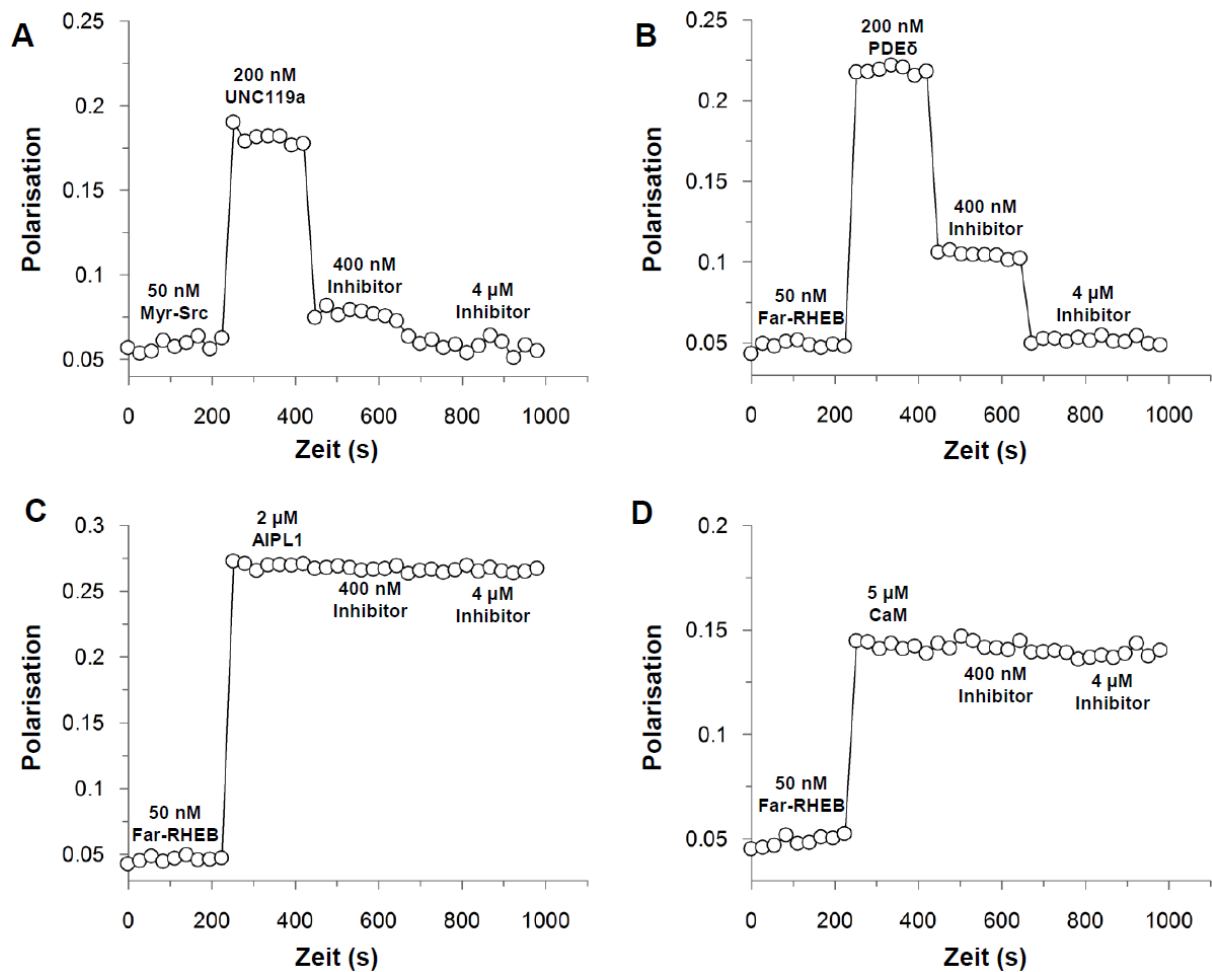 A
Polarisation
0.25
0.2
0.15
0.1
0.05
200 nM
UNC119a
50 nM
Myr-Src
400 nM
Inhibitor
4 µM
Inhibitor
0 200 400 600 800 1000
Zeit (s)
B
Polarisation
0.25
0.2
0.15
0.1
0.05
200 nM
PDEδ
400 nM
Inhibitor
50 nM
Far-RHEB
4 µM
Inhibitor
0 200 400 600 800 1000
Zeit (s)
C
Polarisation
0.3
0.25
0.2
0.15
0.1
0.05
2 µM
AIPL1
400 nM
Inhibitor
4 µM
Inhibitor
50 nM
Far-RHEB
0 200 400 600 800 1000
Zeit (s)
D
Polarisation
0.2
0.15
0.1
0.05
5 µM
CaM
400 nM
Inhibitor
4 µM
Inhibitor
50 nM
Far-RHEB
0 200 400 600 800 1000
Zeit (s)